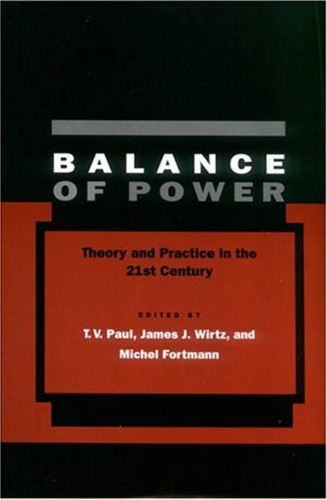 BALANCE
OF POWER
Theory and Practice in the
21st Century
EDITED BY
T.V. Paul, James J. Wirtz, and
Michel Fortmann